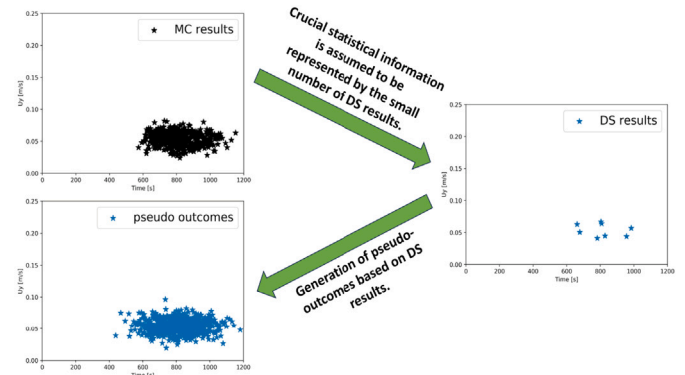 0.25
MC results
0.20
0.15
Uy [m/s]
0.10
0.05
0.00
0 200 400 600 800 1000 1200
Time [s]
Crucial statistical information
is assumed to be
represented by the small
number of DS results.
0.25
DS results
0.20
0.15
Uy [m/s]
0.10
0.05
0.00
0 200 400 600 800 1000 1200
Time [s]
Generation of pseudo-
outcomes based on DS
results.
0.25
pseudo outcomes
0.20
0.15
Uy [m/s]
0.10
0.05
0.00
0 200 400 600 800 1000 1200
Time [s]